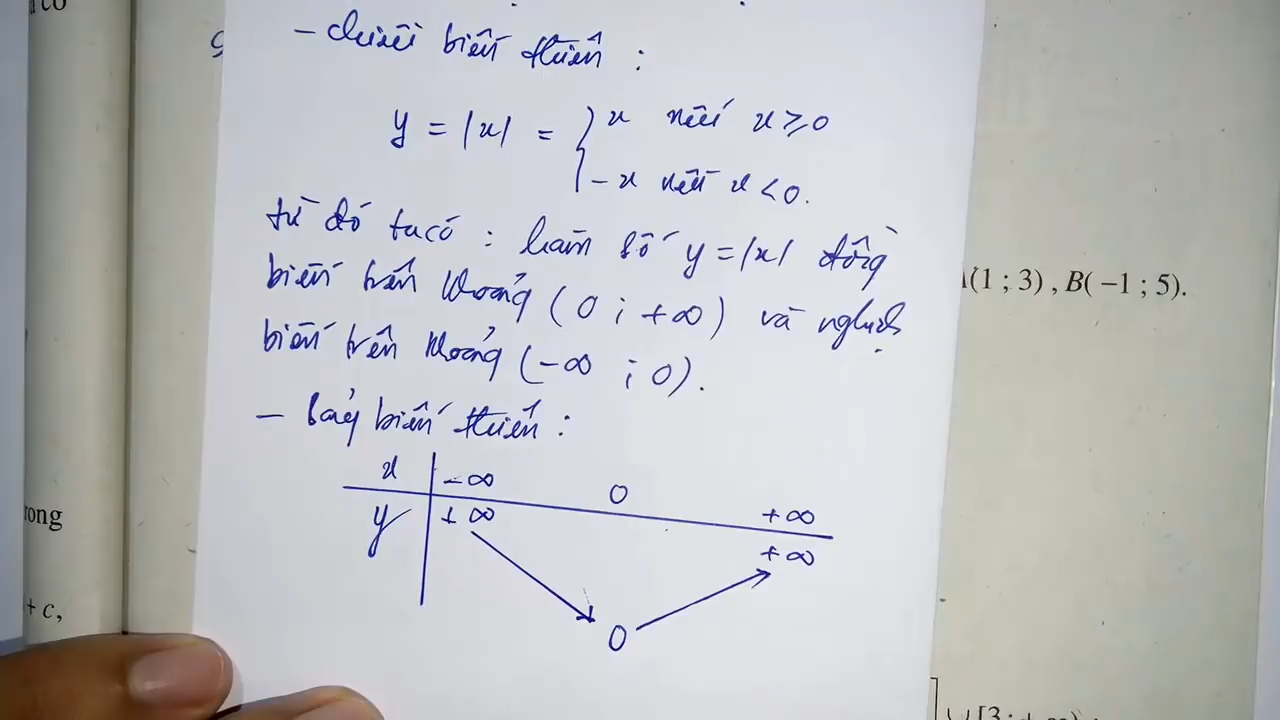 - chiều biến thiên :
y = |x| = { x nếu x ≥ 0
-x nếu x < 0.
từ đó ta có : hàm số y = |x| đồng
biến trên khoảng (0 ; +∞) và nghịch
biến trên khoảng (-∞ ; 0).
- bảng biến thiên :
x -∞ 0 +∞
y +∞ 0 +∞
(1 ; 3) , B( -1 ; 5).
rong
+ c,